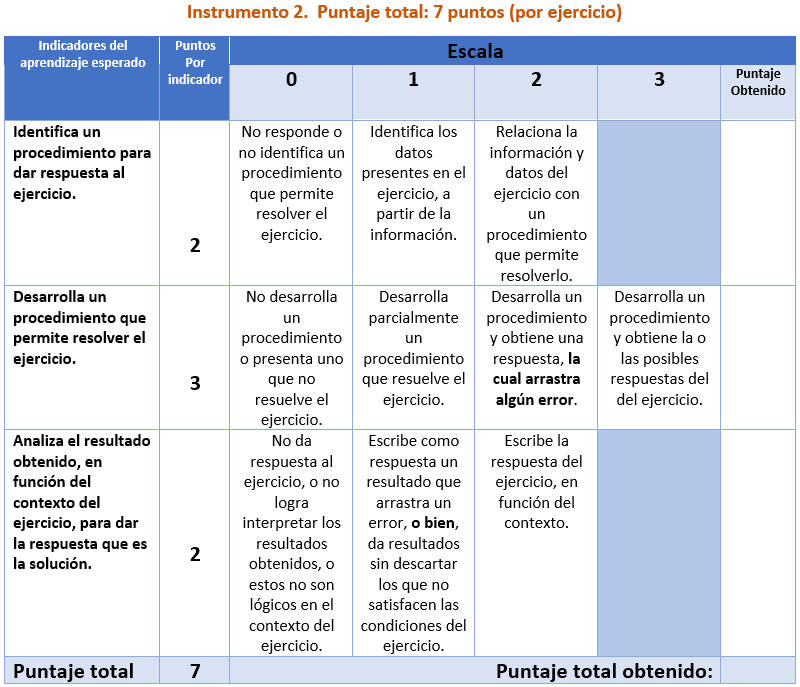 Instrumento 2.  Puntaje total: 7 puntos (por ejercicio)
Indicadores del
aprendizaje esperado
Puntos
Por
indicador
Escala
0
1
2
3
Puntaje
Obtenido
Identifica un
procedimiento para
dar respuesta al
ejercicio.
2
No responde o
no identifica un
procedimiento
que permite
resolver el
ejercicio.
Identifica los
datos
presentes en el
ejercicio, a
partir de la
información.
Relaciona la
información y
datos del
ejercicio con
un
procedimiento
que permite
resolverlo.
Desarrolla un
procedimiento que
permite resolver el
ejercicio.
3
No desarrolla
un
procedimiento
o presenta uno
que no
resuelve el
ejercicio.
Desarrolla
parcialmente
un
procedimiento
que resuelve el
ejercicio.
Desarrolla un
procedimiento
y obtiene una
respuesta, la
cual arrastra
algún error.
Desarrolla un
procedimiento
y obtiene la o
las posibles
respuestas del
del ejercicio.
Analiza el resultado
obtenido, en
función del
contexto del
ejercicio, para dar
la respuesta que es
la solución.
2
No da
respuesta al
ejercicio, o no
logra
interpretar los
resultados
obtenidos, o
estos no son
lógicos en el
contexto del
ejercicio.
Escribe como
respuesta un
resultado que
arrastra un
error, o bien,
da resultados
sin descartar
los que no
satisfacen las
condiciones del
ejercicio.
Escribe la
respuesta del
ejercicio, en
función del
contexto.
Puntaje total
7
Puntaje total obtenido: